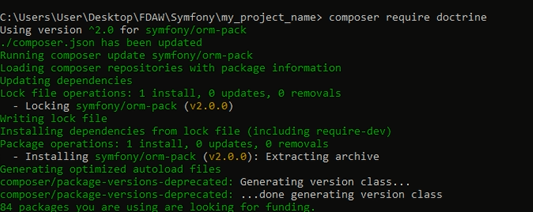 C:\Users\User\Desktop\FDAW\Symfony\my_project_name> composer require doctrine
Using version ^2.0 for symfony/orm-pack
./composer.json has been updated
Running composer update symfony/orm-pack
Loading composer repositories with package information
Updating dependencies
Lock file operations: 1 install, 0 updates, 0 removals
  - Locking symfony/orm-pack (v2.0.0)
Writing lock file
Installing dependencies from lock file (including require-dev)
Package operations: 1 install, 0 updates, 0 removals
  - Installing symfony/orm-pack (v2.0.0): Extracting archive
Generating optimized autoload files
composer/package-versions-deprecated: Generating version class...
composer/package-versions-deprecated: ...done generating version class
84 packages you are using are looking for funding.